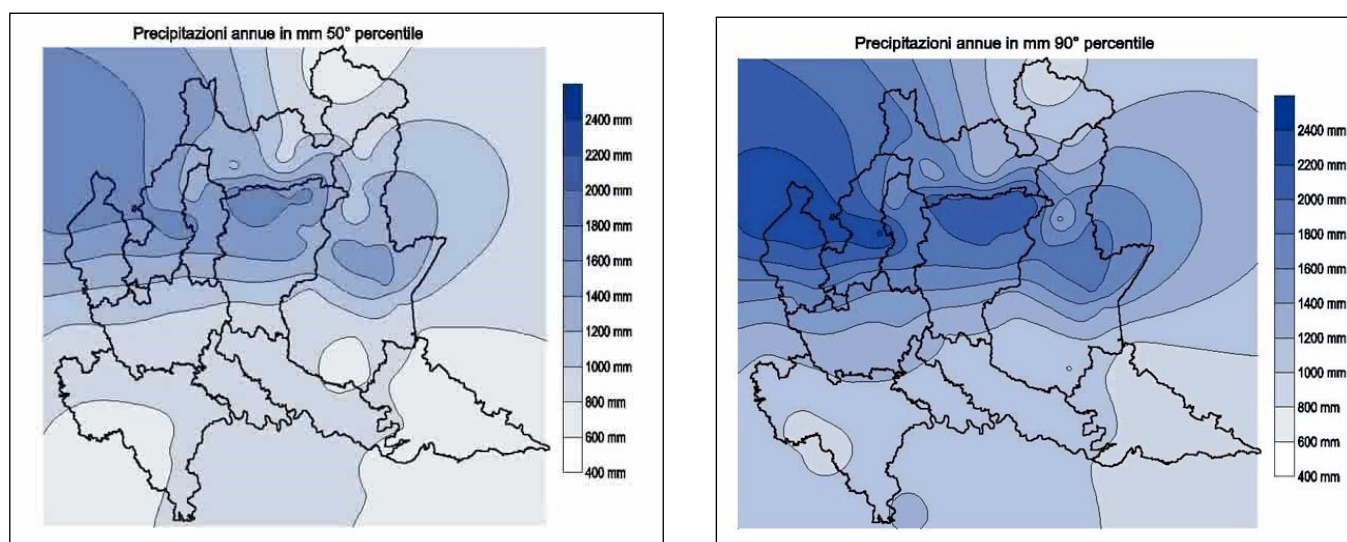 Precipitazioni annue in mm 50° percentile
2400 mm
2200 mm
2000 mm
1800 mm
1600 mm
1400 mm
1200 mm
1000 mm
800 mm
600 mm
400 mm
Precipitazioni annue in mm 90° percentile
2400 mm
2200 mm
2000 mm
1800 mm
1600 mm
1400 mm
1200 mm
1000 mm
800 mm
600 mm
400 mm